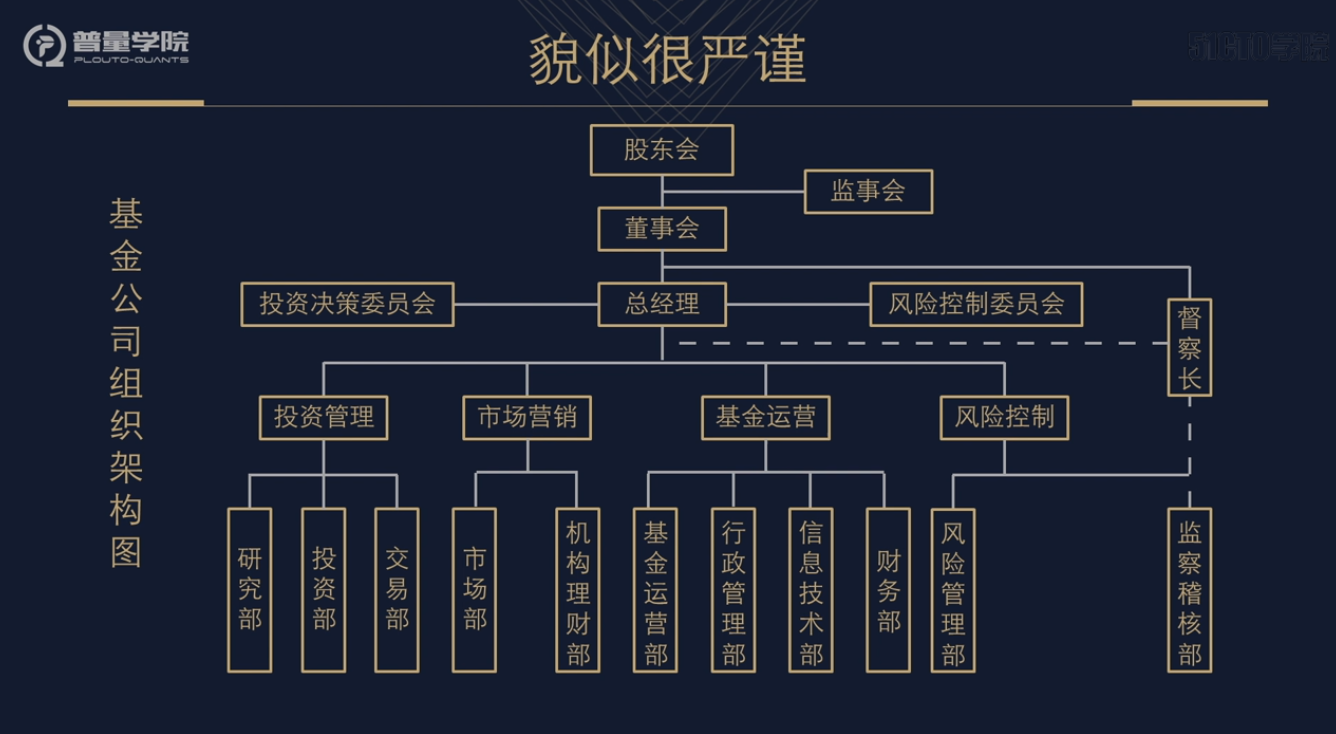 普量学院
PLOUTO-QUANTS
貌似很严谨
基金公司组织架构图
股东会
监事会
董事会
投资决策委员会
总经理
风险控制委员会
督察长
投资管理
市场营销
基金运营
风险控制
研究部
投资部
交易部
市场部
机构理财部
基金运营部
行政管理部
信息技术部
财务部
风险管理部
监察稽核部